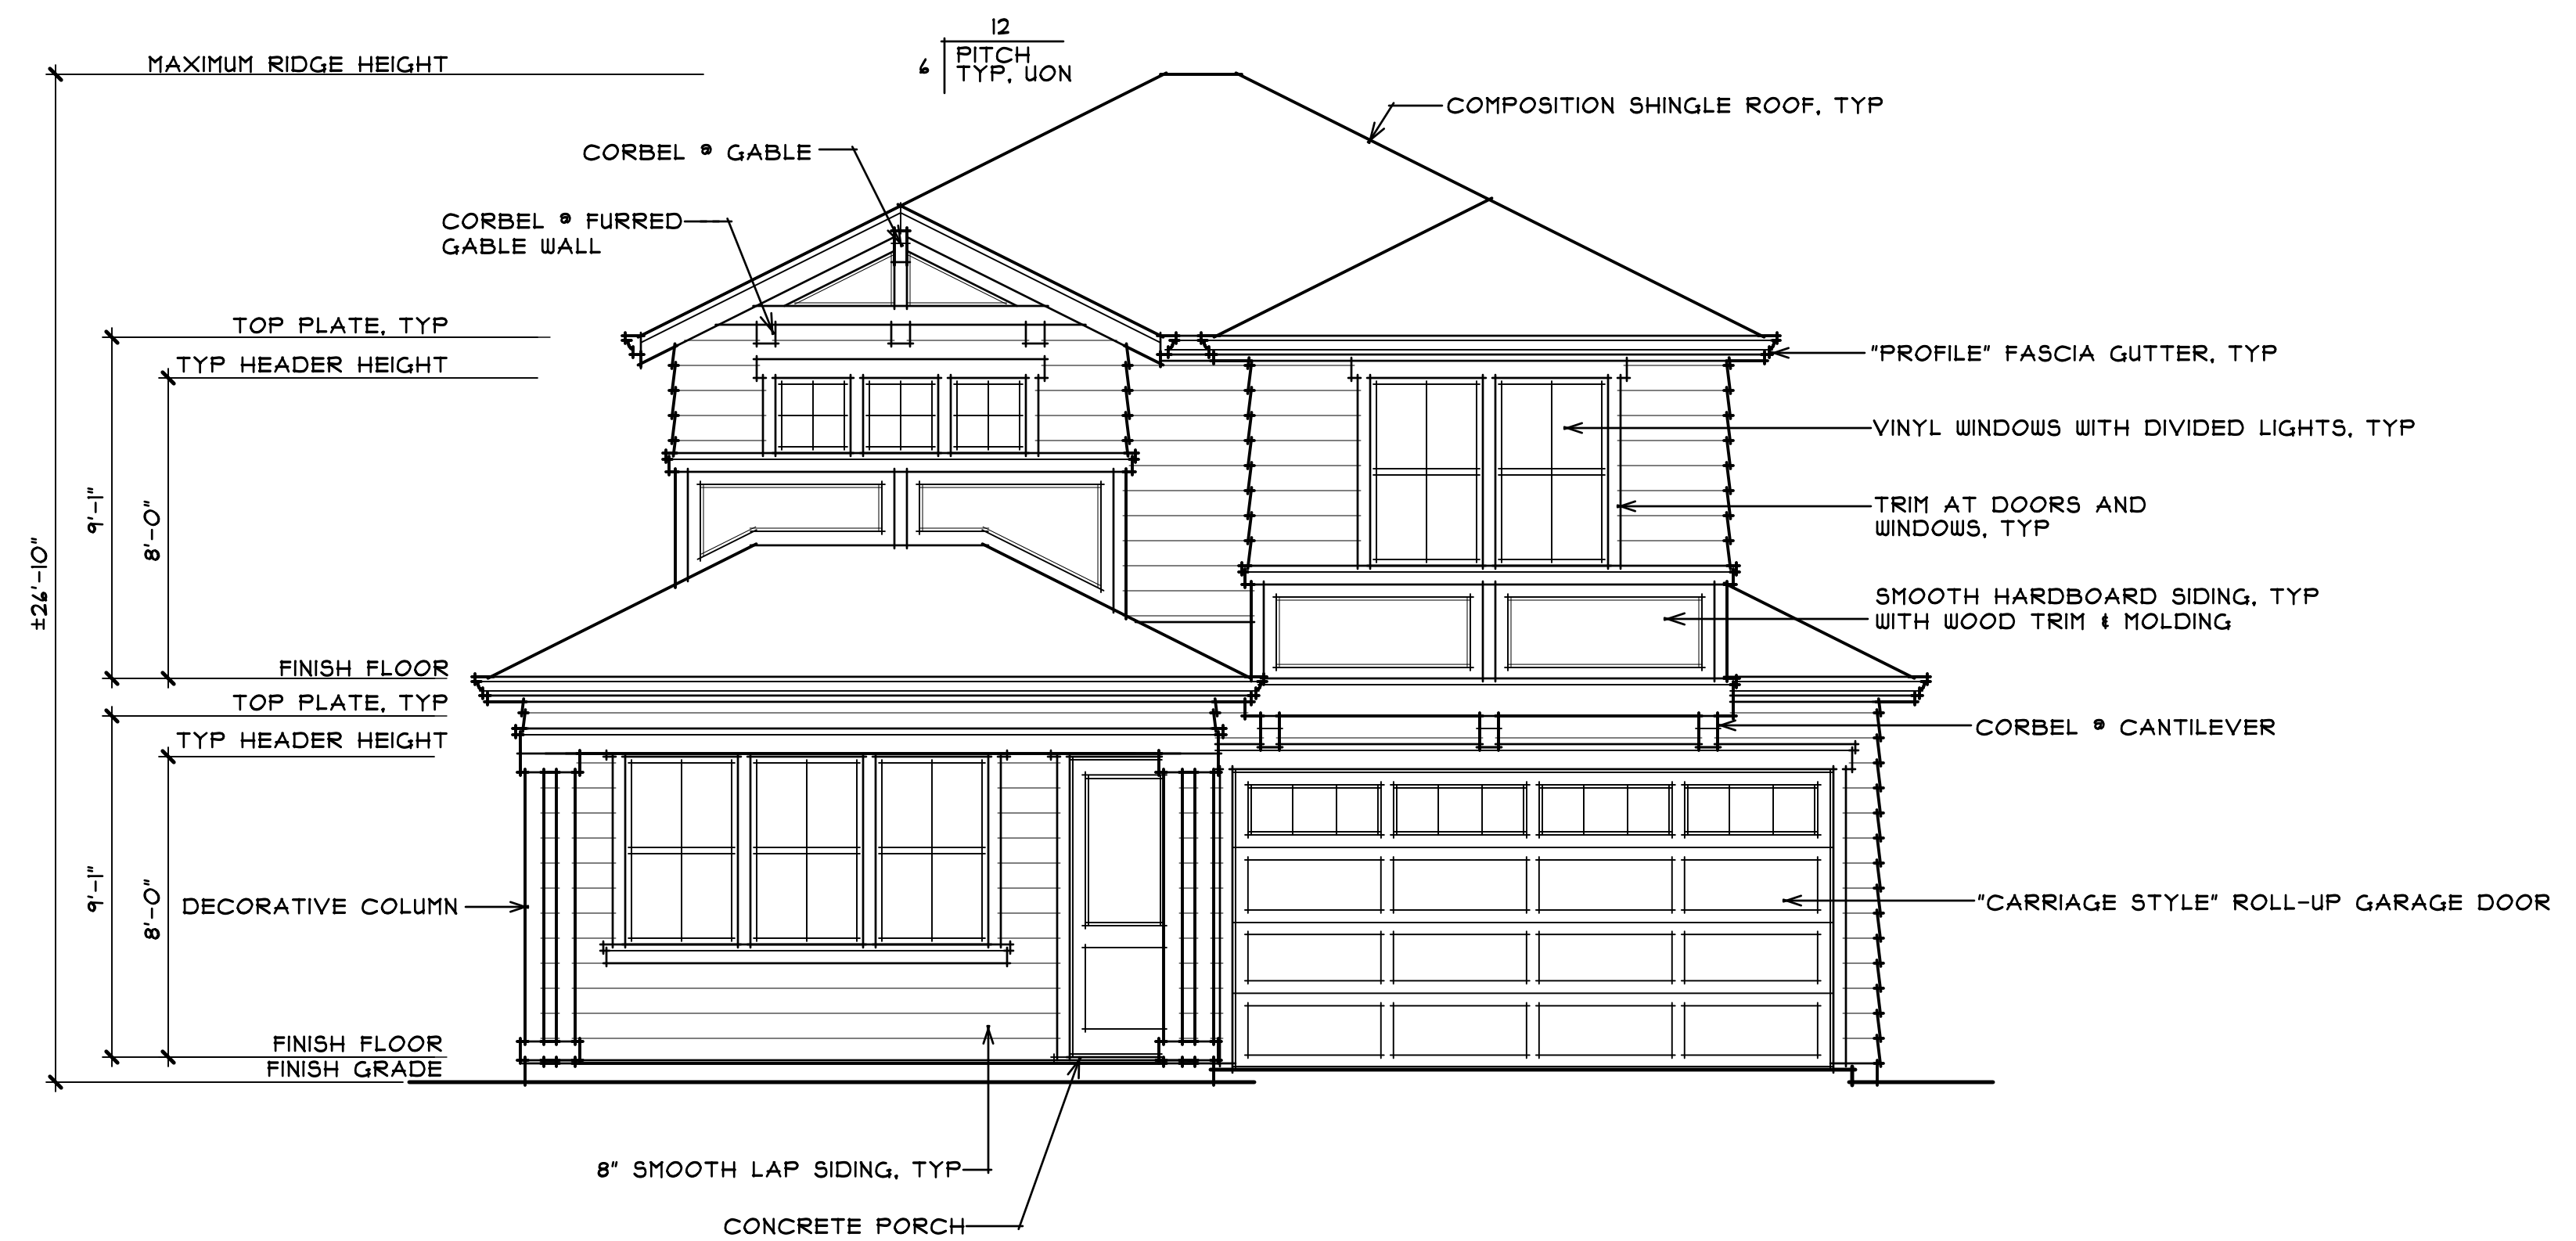 12
6
PITCH
TYP, UON
MAXIMUM RIDGE HEIGHT
COMPOSITION SHINGLE ROOF, TYP
CORBEL @ GABLE
CORBEL @ FURRED
GABLE WALL
TOP PLATE, TYP
TYP HEADER HEIGHT
"PROFILE" FASCIA GUTTER, TYP
VINYL WINDOWS WITH DIVIDED LIGHTS, TYP
TRIM AT DOORS AND
WINDOWS, TYP
9'-1"
8'-0"
±26'-10"
SMOOTH HARDBOARD SIDING, TYP
WITH WOOD TRIM & MOLDING
FINISH FLOOR
TOP PLATE, TYP
TYP HEADER HEIGHT
CORBEL @ CANTILEVER
9'-1"
8'-0"
DECORATIVE COLUMN
"CARRIAGE STYLE" ROLL-UP GARAGE DOOR
FINISH FLOOR
FINISH GRADE
8" SMOOTH LAP SIDING, TYP
CONCRETE PORCH